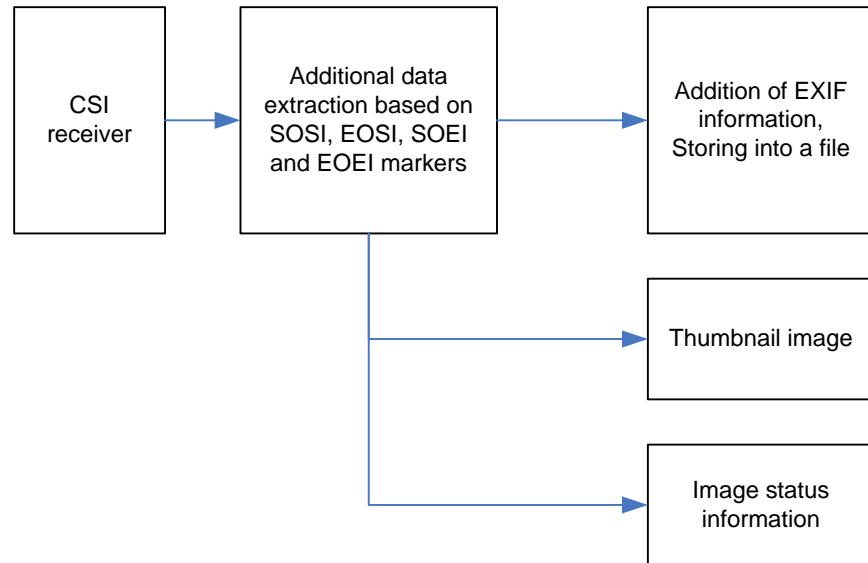 CSI
receiver
Additional data
extraction based on
SOSI, EOSI, SOEI
and EOEI markers
Addition of EXIF
information,
Storing into a file
Thumbnail image
Image status
information